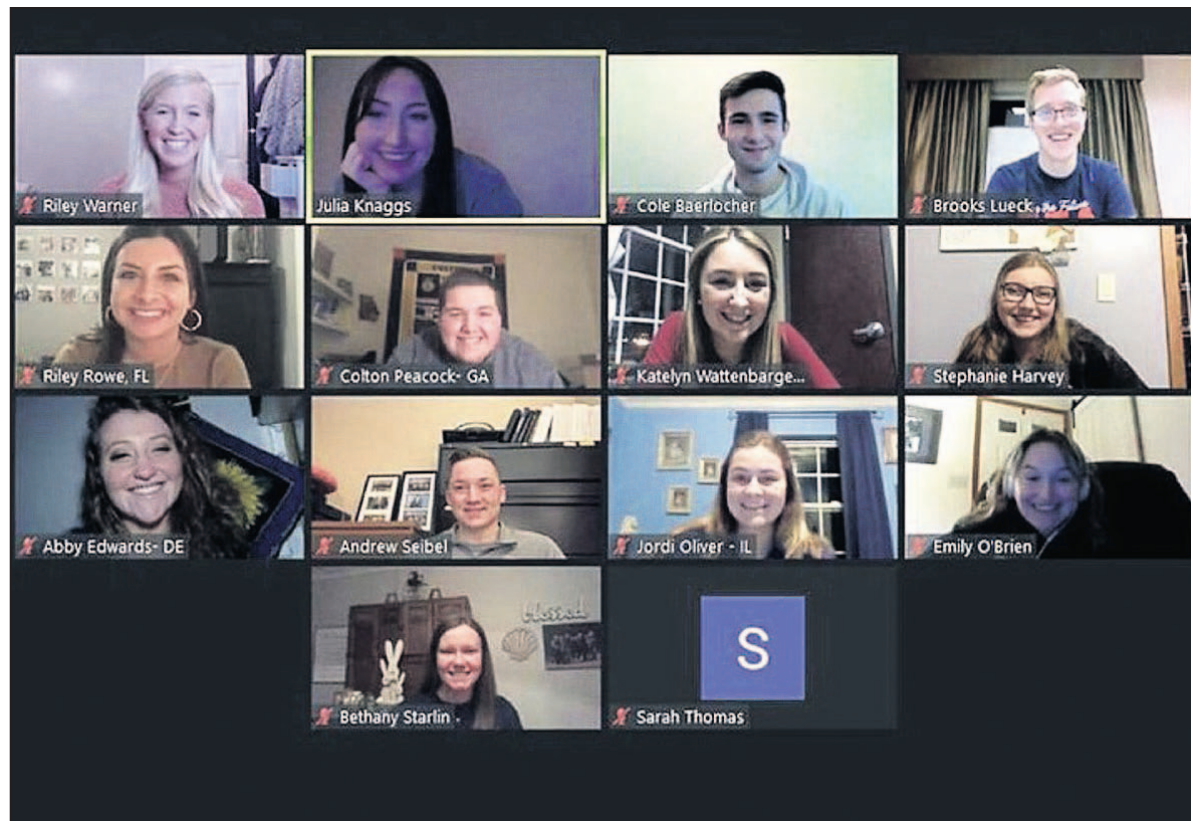 Riley Warner
Julia Knaggs
Cole Baerlocher
Brooks Lueck
Riley Rowe, FL
Colton Peacock- GA
Katelyn Wattenbarge...
Stephanie Harvey
Abby Edwards- DE
Andrew Seibel
Jordi Oliver - IL
Emily O'Brien
blessed
Bethany Starlin
S
Sarah Thomas